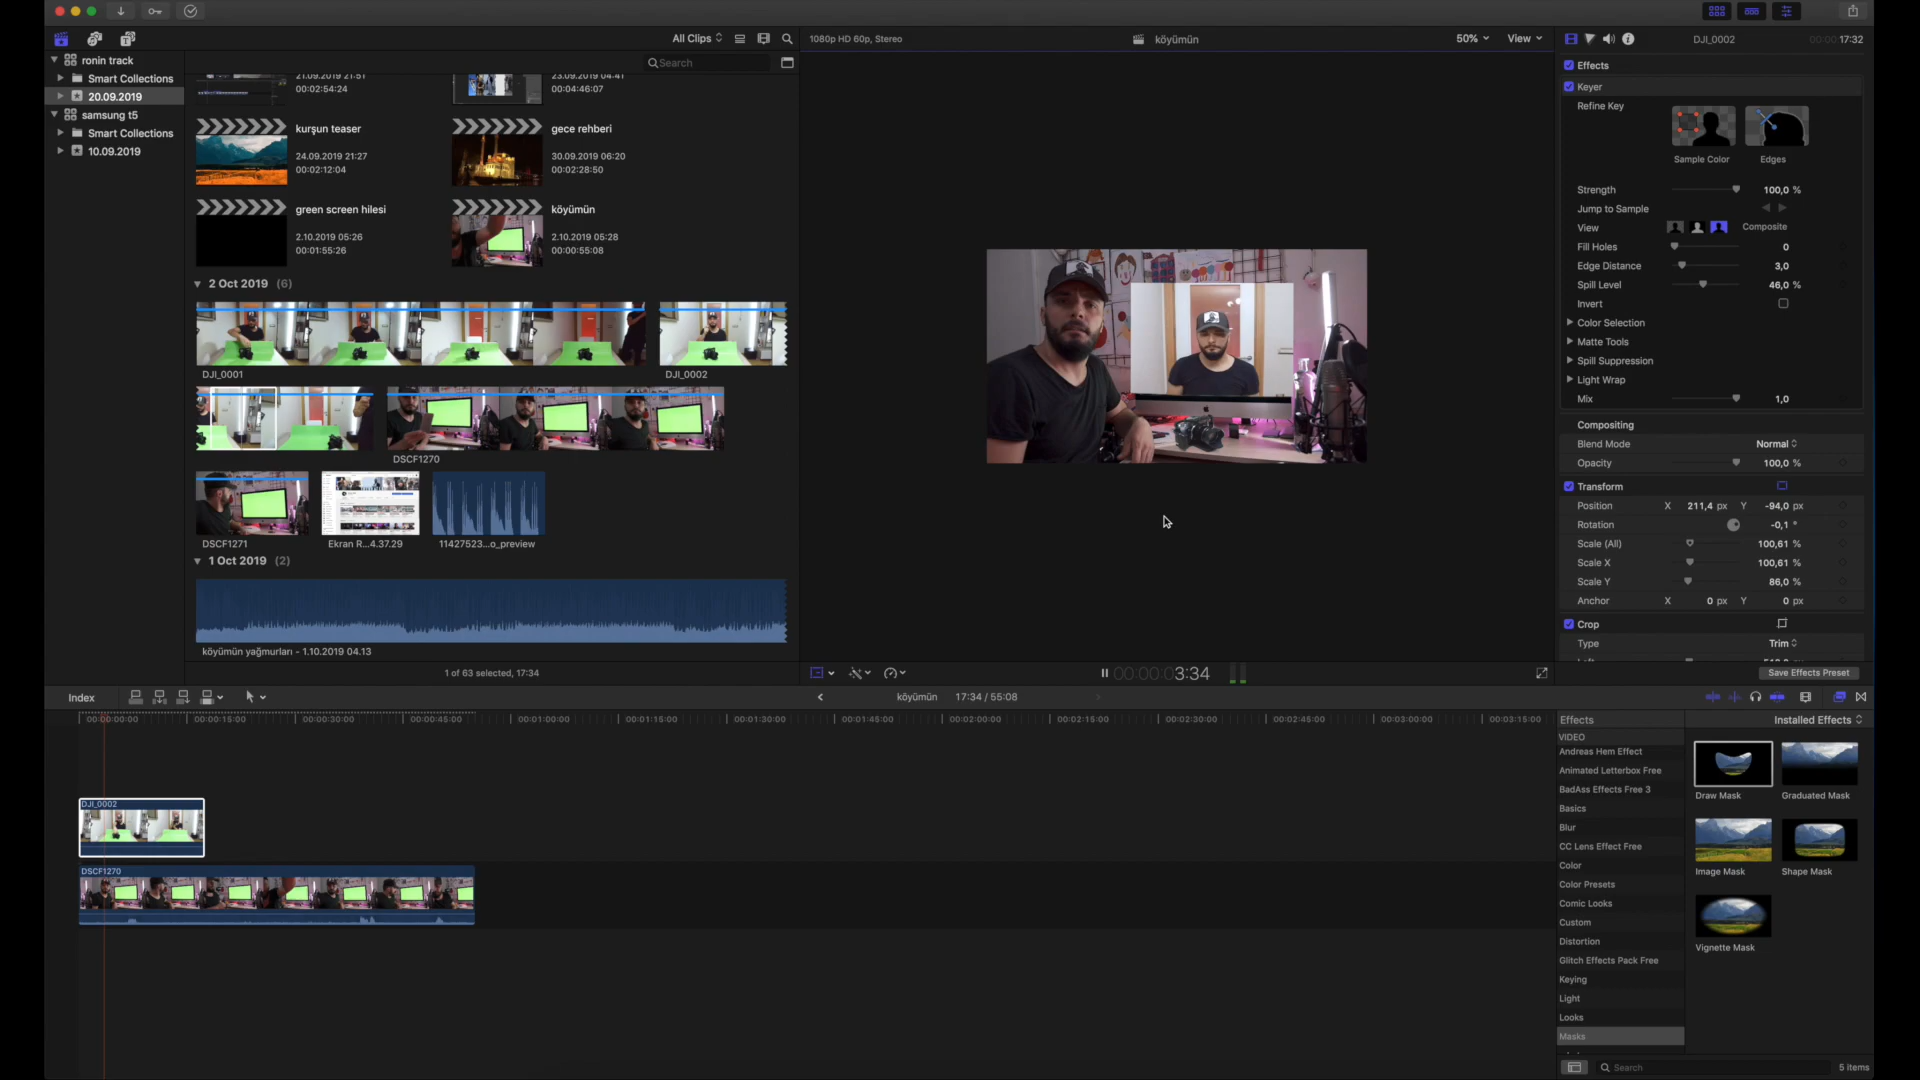 All Clips
1080p HD 60p, Stereo
köyümün
50%
View
DJI_0002
00:00:17:32
ronin track
Smart Collections
20.09.2019
samsung t5
Smart Collections
10.09.2019
Search
21.09.2019 21:51
00:02:54:24
23.09.2019 04:41
00:04:46:07
kurşun teaser
24.09.2019 21:27
00:02:12:04
gece rehberi
30.09.2019 06:20
00:02:28:50
green screen hilesi
2.10.2019 05:26
00:01:55:26
köyümün
2.10.2019 05:28
00:00:55:08
2 Oct 2019 (6)
DJI_0001
DJI_0002
DSCF1270
DSCF1271
Ekran R...4.37.29
11427523...o_preview
1 Oct 2019 (2)
köyümün yağmurları - 1.10.2019 04.13
1 of 63 selected, 17:34
00:00:03:34
Effects
Keyer
Refine Key
Sample Color
Edges
Strength 100,0 %
Jump to Sample
View Composite
Fill Holes 0
Edge Distance 3,0
Spill Level 46,0 %
Invert
Color Selection
Matte Tools
Spill Suppression
Light Wrap
Mix 1,0
Compositing
Blend Mode Normal
Opacity 100,0 %
Transform
Position X 211,4 px Y -94,0 px
Rotation -0,1 °
Scale (All) 100,61 %
Scale X 100,61 %
Scale Y 86,0 %
Anchor X 0 px Y 0 px
Crop
Type Trim
Save Effects Preset
Index
köyümün 17:34 / 55:08
00:00:00:00 00:00:15:00 00:00:30:00 00:00:45:00 00:01:00:00 00:01:15:00 00:01:30:00 00:01:45:00 00:02:00:00 00:02:15:00 00:02:30:00 00:02:45:00 00:03:00:00 00:03:15:00
DJI_0002
DSCF1270
Effects
Installed Effects
VIDEO
Andreas Hem Effect
Animated Letterbox Free
BadAss Effects Free 3
Basics
Blur
CC Lens Effect Free
Color
Color Presets
Comic Looks
Custom
Distortion
Glitch Effects Pack Free
Keying
Light
Looks
Masks
Draw Mask
Graduated Mask
Image Mask
Shape Mask
Vignette Mask
Search
5 items